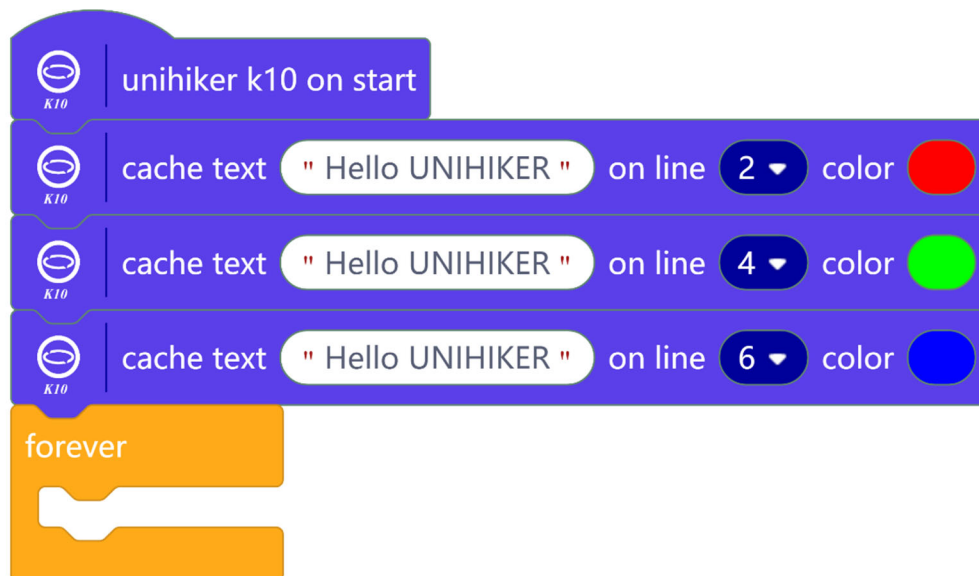 K10 unihiker k10 on start
K10 cache text " Hello UNIHIKER " on line 2 color
K10 cache text " Hello UNIHIKER " on line 4 color
K10 cache text " Hello UNIHIKER " on line 6 color
forever